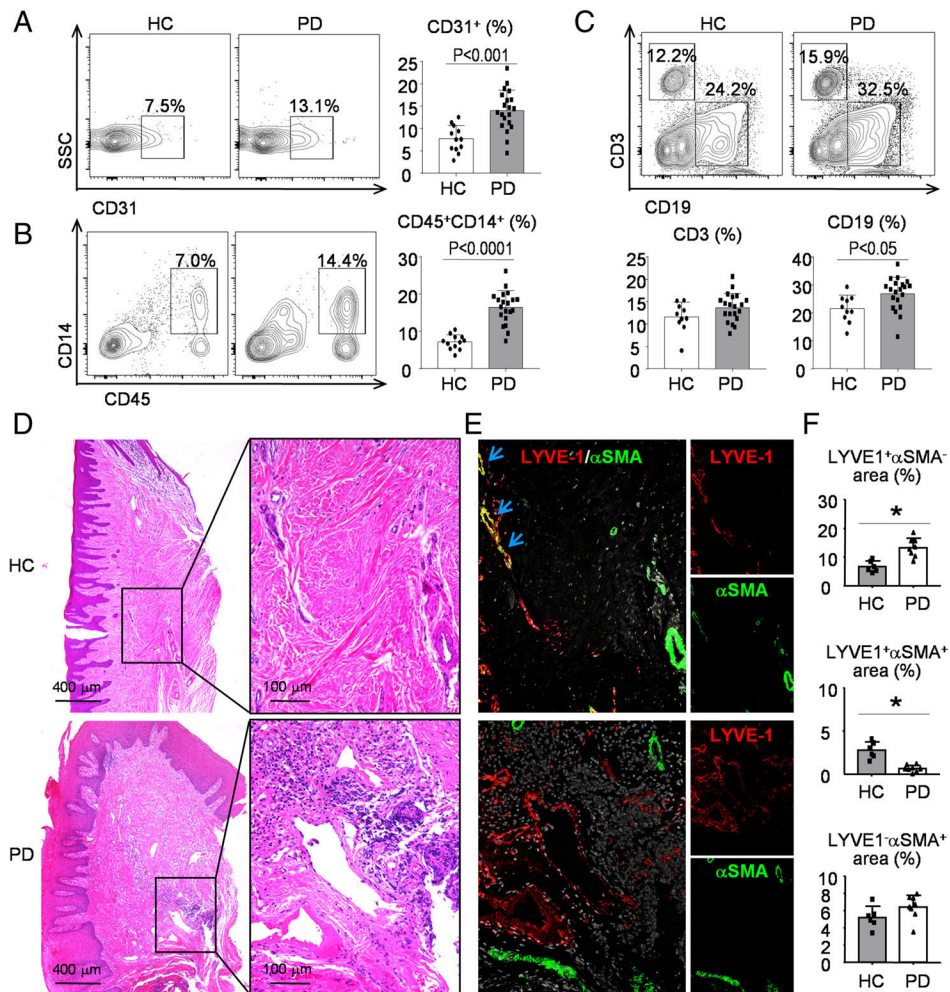 A
HC
PD
7.5%
13.1%
SSC
CD31
CD31⁺ (%)
P<0.001
25
20
15
10
5
0
HC
PD
B
7.0%
14.4%
CD14
CD45
CD45⁺CD14⁺ (%)
P<0.0001
30
20
10
0
HC
PD
C
HC
PD
12.2%
24.2%
15.9%
32.5%
CD3
CD19
CD3 (%)
25
20
15
10
5
0
HC
PD
CD19 (%)
P<0.05
40
30
20
10
0
HC
PD
D
HC
400 µm
100 µm
PD
400 µm
100 µm
E
LYVE-1/αSMA
LYVE-1
αSMA
LYVE-1
αSMA
F
LYVE1⁺αSMA⁻
area (%)
*
30
20
10
0
HC
PD
LYVE1⁺αSMA⁺
area (%)
*
10
5
0
HC
PD
LYVE1⁻αSMA⁺
area (%)
10
8
6
4
2
0
HC
PD